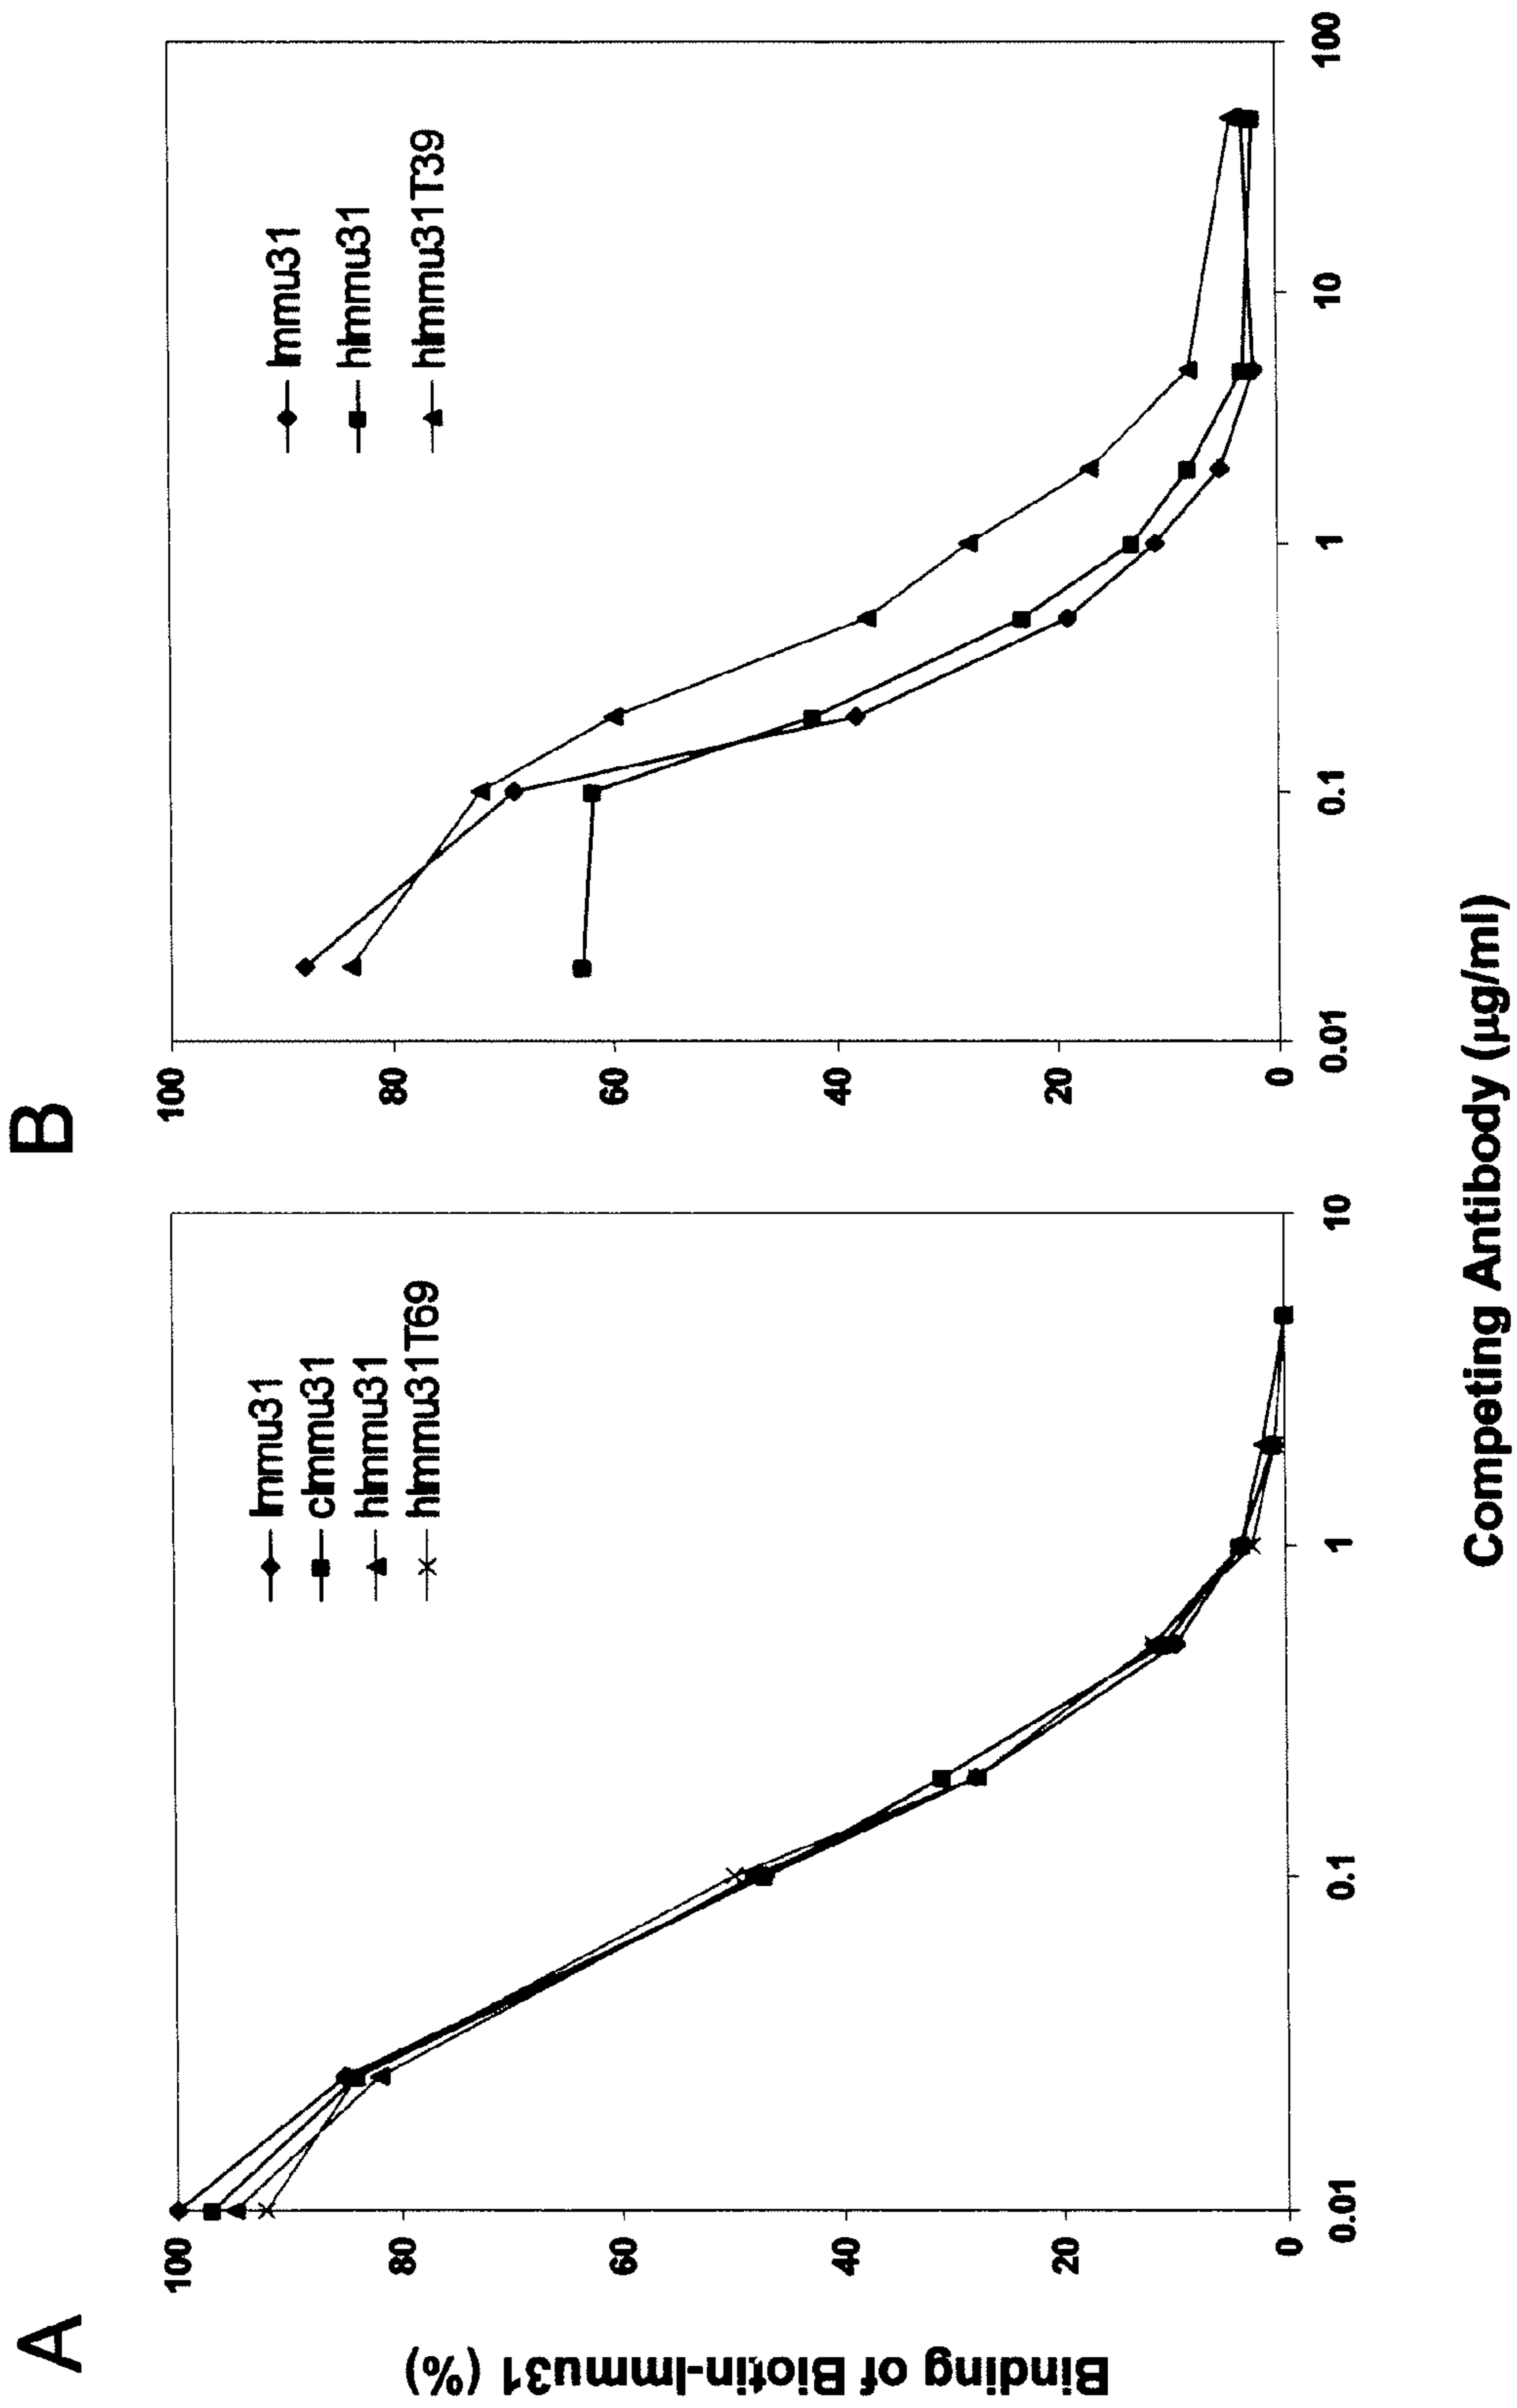 A
Binding of Biotin-Immu31 (%)
100
80
60
40
20
0
0.01
0.1
1
10
Immu31
cImmu31
hImmu31
hImmu31T69
B
100
80
60
40
20
0
0.01
0.1
1
10
100
Immu31
hImmu31
hImmu31T39
Competing Antibody (µg/ml)